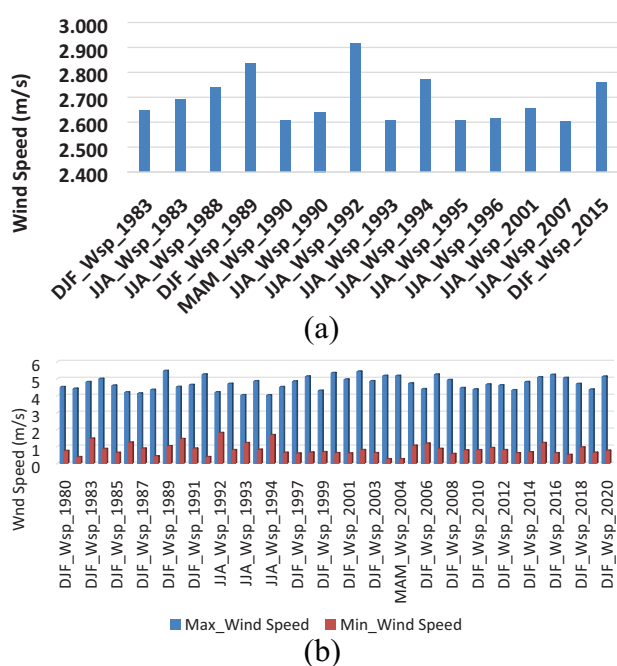 Wind Speed (m/s)
3.000
2.900
2.800
2.700
2.600
2.500
2.400
DJF_Wsp_1983
JJA_Wsp_1983
JJA_Wsp_1988
DJF_Wsp_1989
MAM_Wsp_1990
JJA_Wsp_1990
JJA_Wsp_1992
JJA_Wsp_1993
JJA_Wsp_1994
JJA_Wsp_1995
JJA_Wsp_1996
JJA_Wsp_2001
JJA_Wsp_2007
DJF_Wsp_2015
(a)
Wnd Speed (m/s)
6
5
4
3
2
1
0
DJF_Wsp_1980
DJF_Wsp_1983
DJF_Wsp_1985
DJF_Wsp_1987
DJF_Wsp_1989
DJF_Wsp_1991
JJA_Wsp_1992
JJA_Wsp_1993
JJA_Wsp_1994
DJF_Wsp_1997
DJF_Wsp_1999
DJF_Wsp_2001
DJF_Wsp_2003
MAM_Wsp_2004
DJF_Wsp_2006
DJF_Wsp_2008
DJF_Wsp_2010
DJF_Wsp_2012
DJF_Wsp_2014
DJF_Wsp_2016
DJF_Wsp_2018
DJF_Wsp_2020
Max_Wind Speed
Min_Wind Speed
(b)